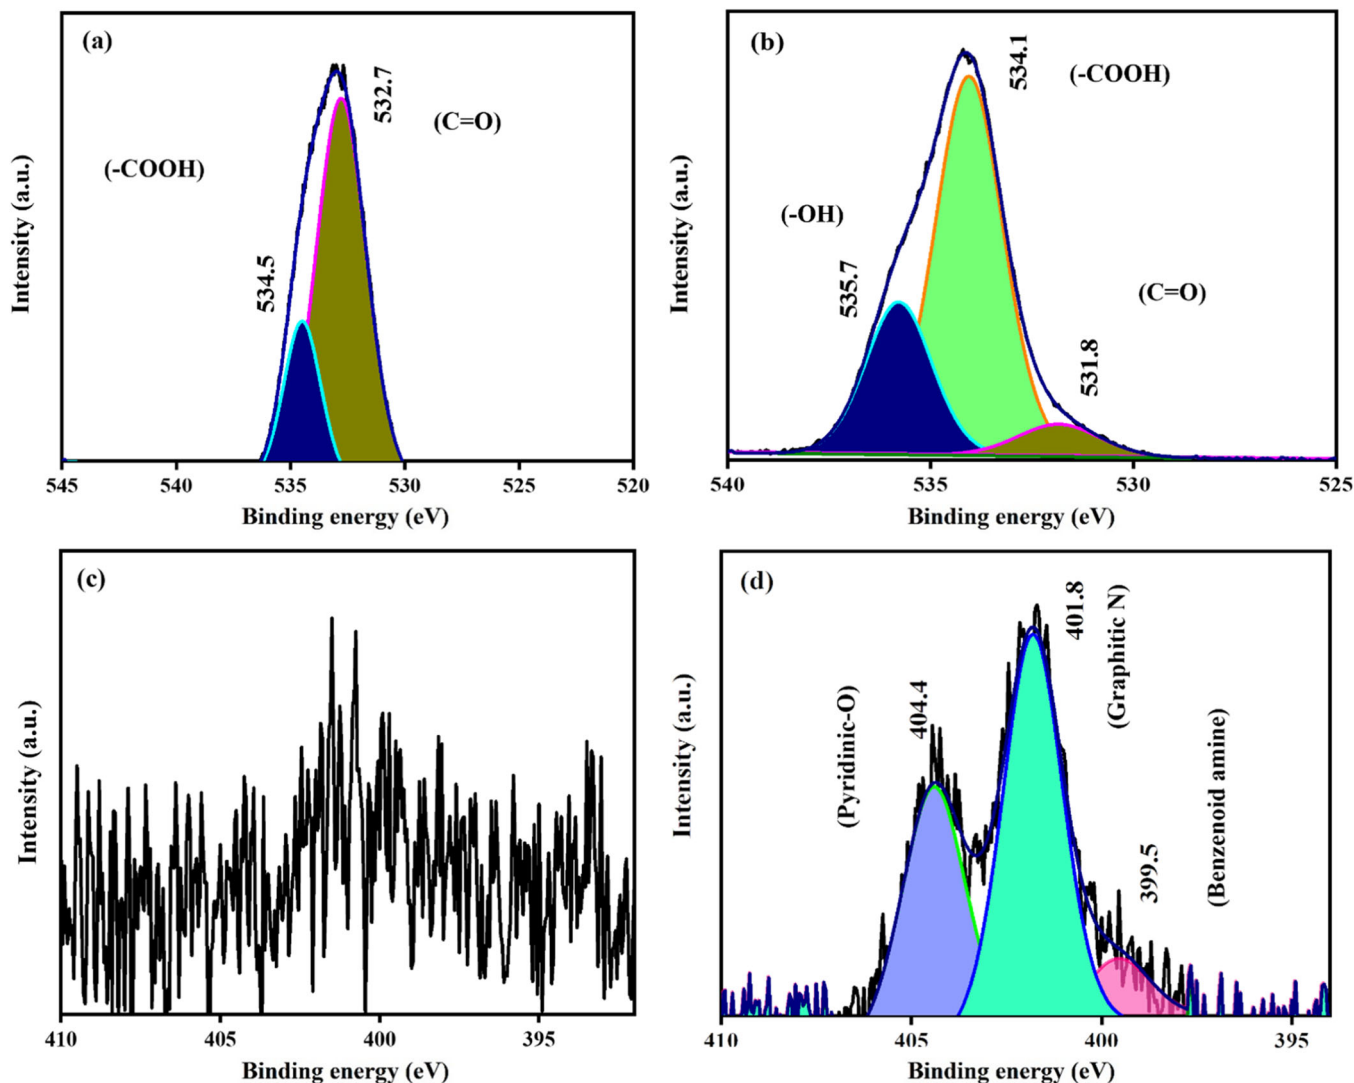 (a)
532.7
(C=O)
(-COOH)
534.5
Intensity (a.u.)
545 540 535 530 525 520
Binding energy (eV)
(b)
534.1
(-COOH)
(-OH)
535.7
(C=O)
531.8
Intensity (a.u.)
540 535 530 525
Binding energy (eV)
(c)
Intensity (a.u.)
410 405 400 395
Binding energy (eV)
(d)
401.8
(Graphitic N)
404.4
(Pyridinic-O)
399.5
(Benzenoid amine)
Intensity (a.u.)
410 405 400 395
Binding energy (eV)